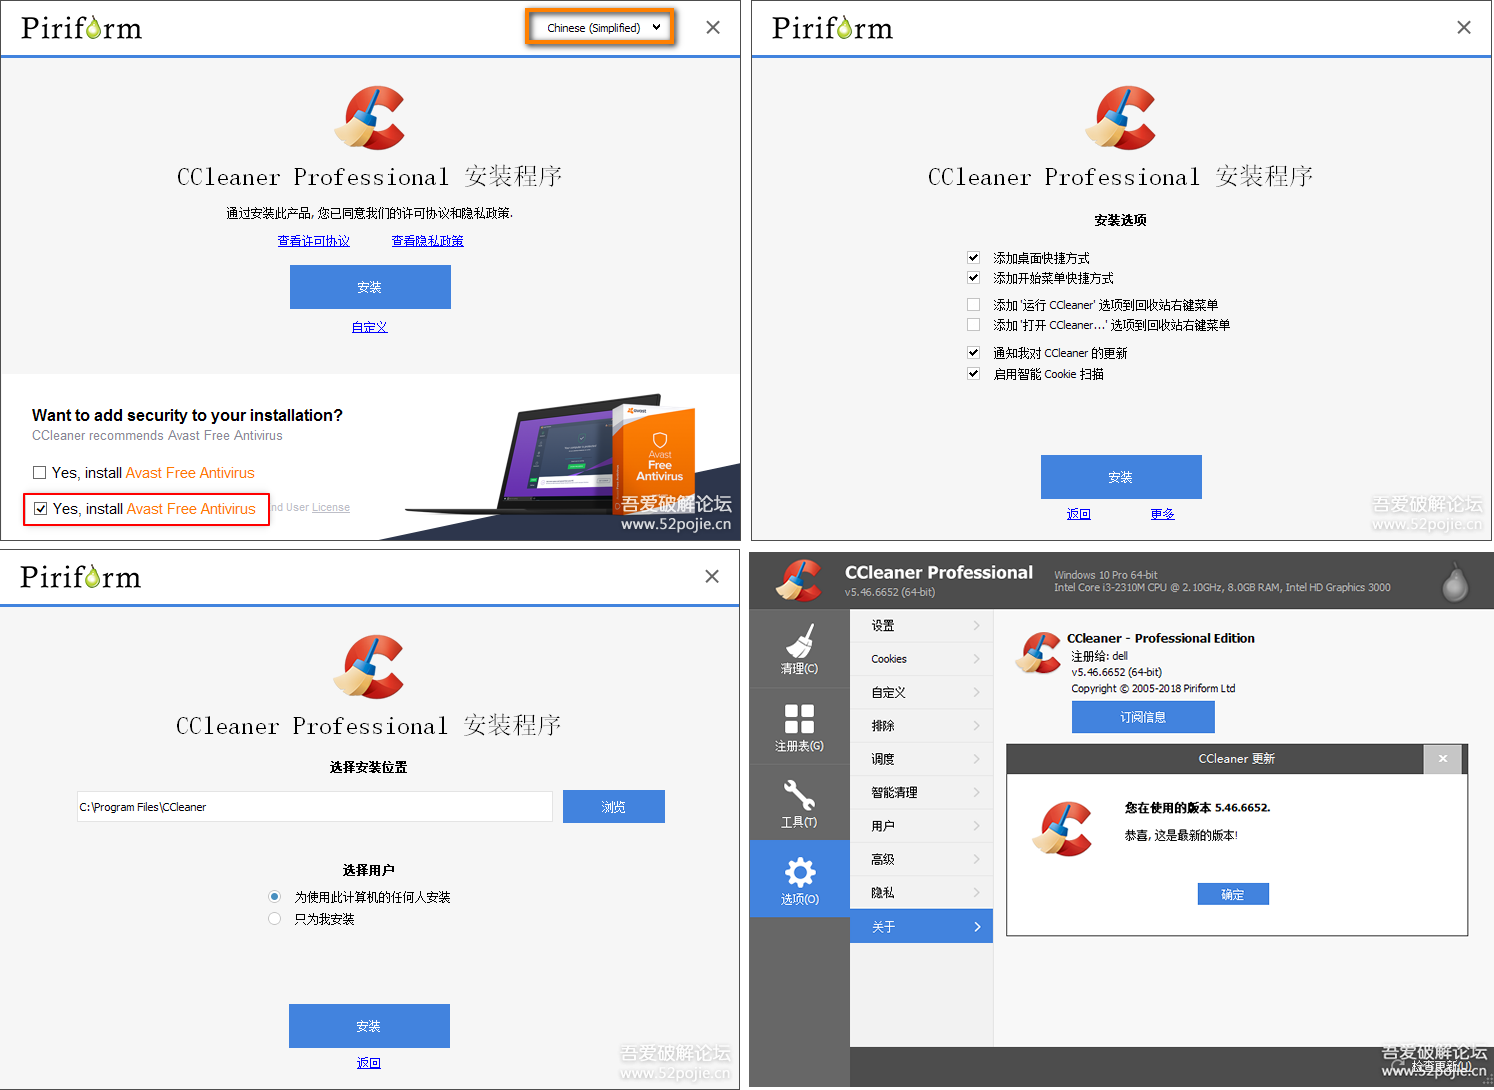 Piriform
Chinese (Simplified)
CCleaner Professional 安装程序
通过安装此产品, 您已同意我们的许可协议和隐私政策.
查看许可协议 查看隐私政策
安装
自定义
Want to add security to your installation?
CCleaner recommends Avast Free Antivirus
Yes, install Avast Free Antivirus
Yes, install Avast Free Antivirus
nd User License
avast
Avast
Free
Antivirus
吾爱破解论坛
www.52pojie.cn
Piriform
CCleaner Professional 安装程序
安装选项
添加桌面快捷方式
添加开始菜单快捷方式
添加 '运行 CCleaner' 选项到回收站右键菜单
添加 '打开 CCleaner...' 选项到回收站右键菜单
通知我对 CCleaner 的更新
启用智能 Cookie 扫描
安装
返回 更多
吾爱破解论坛
www.52pojie.cn
Piriform
CCleaner Professional 安装程序
选择安装位置
C:\Program Files\CCleaner
浏览
选择用户
为使用此计算机的任何人安装
只为我安装
安装
返回
吾爱破解论坛
www.52pojie.cn
CCleaner Professional
v5.46.6652 (64-bit)
Windows 10 Pro 64-bit
Intel Core i3-2310M CPU @ 2.10GHz, 8.0GB RAM, Intel HD Graphics 3000
清理(C)
注册表(G)
工具(T)
选项(O)
设置
Cookies
自定义
排除
调度
智能清理
用户
高级
隐私
关于
CCleaner - Professional Edition
注册给: dell
v5.46.6652 (64-bit)
Copyright © 2005-2018 Piriform Ltd
订阅信息
CCleaner 更新
您在使用的版本 5.46.6652.
恭喜, 这是最新的版本!
确定
吾爱破解论坛
检查更新(U)
www.52pojie.cn